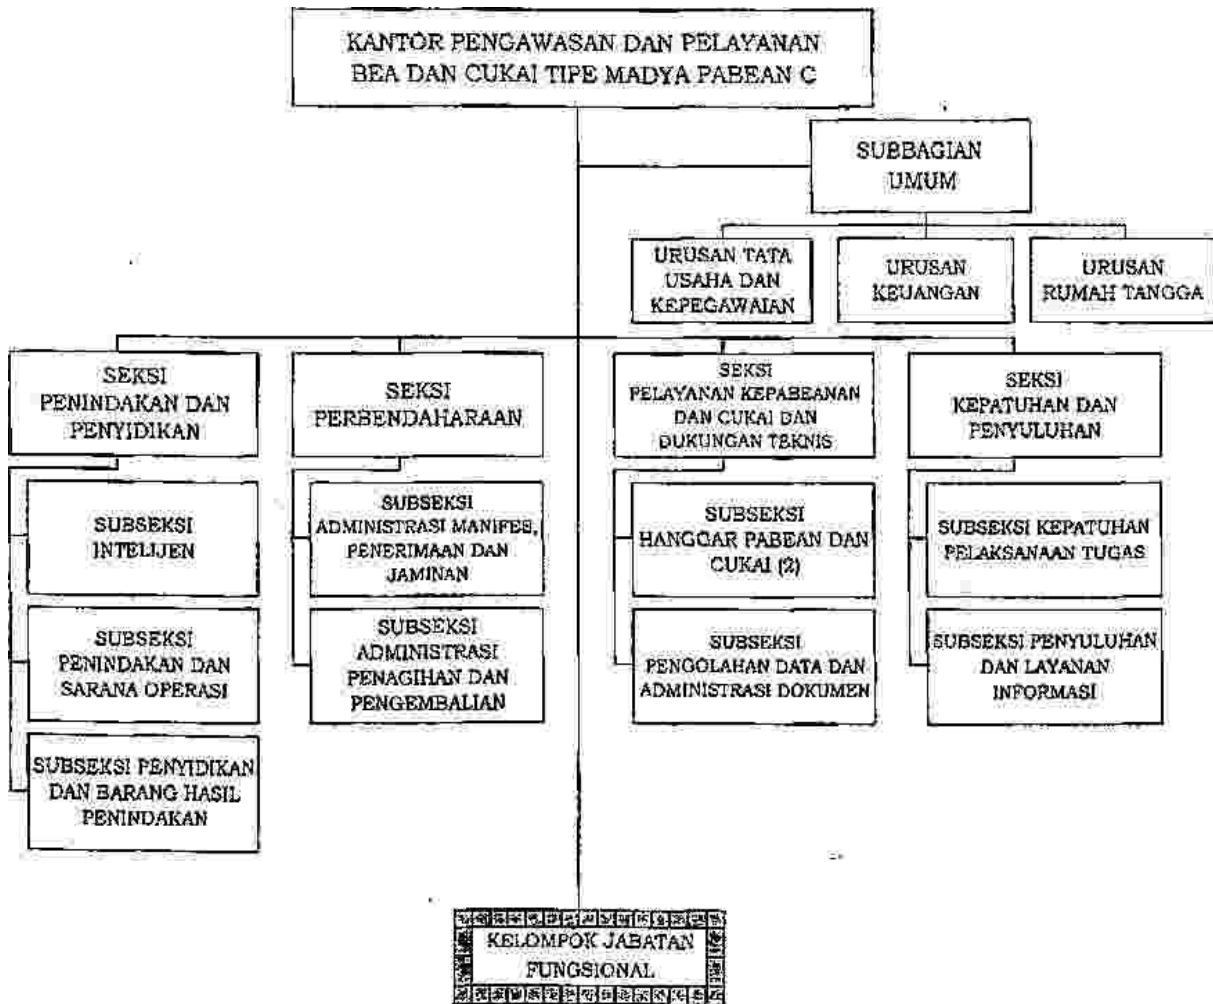 KANTOR PENGAWASAN DAN PELAYANAN
BEA DAN CUKAI TIPE MADYA PABEAN C
SUBBAGIAN
UMUM
URUSAN TATA
USAHA DAN
KEPEGAWAIAN
URUSAN
KEUANGAN
URUSAN
RUMAH TANGGA
SEKSI
PENINDAKAN DAN
PENYIDIKAN
SEKSI
PERBENDAHARAAN
SEKSI
PELAYANAN KEPABEANAN
DAN CUKAI DAN
DUKUNGAN TEKNIS
SEKSI
KEPATUHAN DAN
PENYULUHAN
SUBSEKSI
INTELIJEN
SUBSEKSI
ADMINISTRASI MANIFES,
PENERIMAAN DAN
JAMINAN
SUBSEKSI
HANGGAR PABEAN DAN
CUKAI (2)
SUBSEKSI KEPATUHAN
PELAKSANAAN TUGAS
SUBSEKSI
PENINDAKAN DAN
SARANA OPERASI
SUBSEKSI
ADMINISTRASI
PENAGIHAN DAN
PENGEMBALIAN
SUBSEKSI
PENGOLAHAN DATA DAN
ADMINISTRASI DOKUMEN
SUBSEKSI PENYULUHAN
DAN LAYANAN
INFORMASI
SUBSEKSI PENYIDIKAN
DAN BARANG HASIL
PENINDAKAN
KELOMPOK JABATAN
FUNGSIONAL